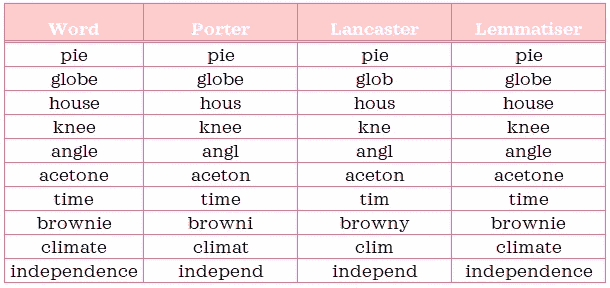 Word Porter Lancaster Lemmatiser
pie pie pie pie
globe globe glob globe
house hous hous house
knee knee kne knee
angle angl angl angle
acetone aceton aceton acetone
time time tim time
brownie browni browny brownie
climate climat clim climate
independence independ independ independence